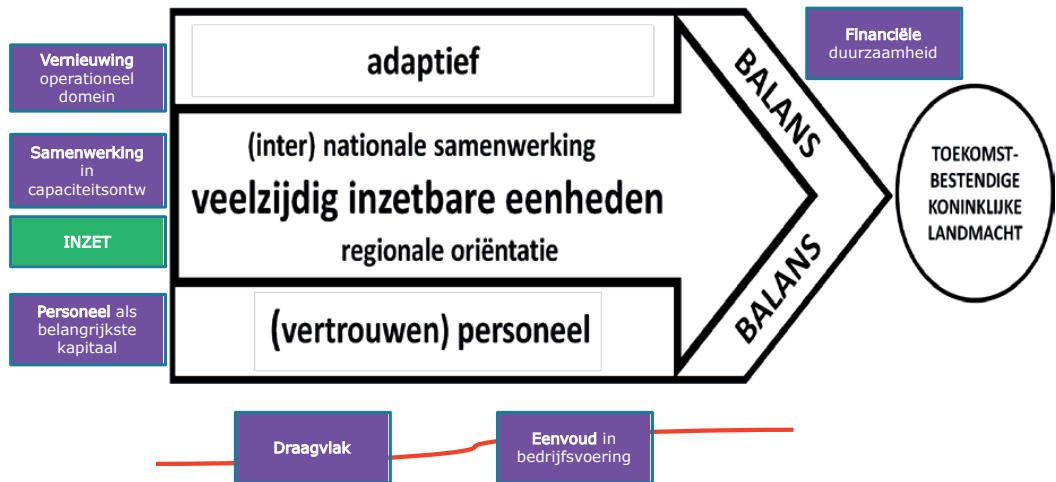 Vernieuwing
operationeel
domein
Samenwerking
in
capaciteitsontw
INZET
Personeel als
belangrijkste
kapitaal
adaptief
(inter) nationale samenwerking
veelzijdig inzetbare eenheden
regionale oriëntatie
(vertrouwen) personeel
BALANS
BALANS
Financiële
duurzaamheid
TOEKOMST-
BESTENDIGE
KONINKLIJKE
LANDMACHT
Draagvlak
Eenvoud in
bedrijfsvoering